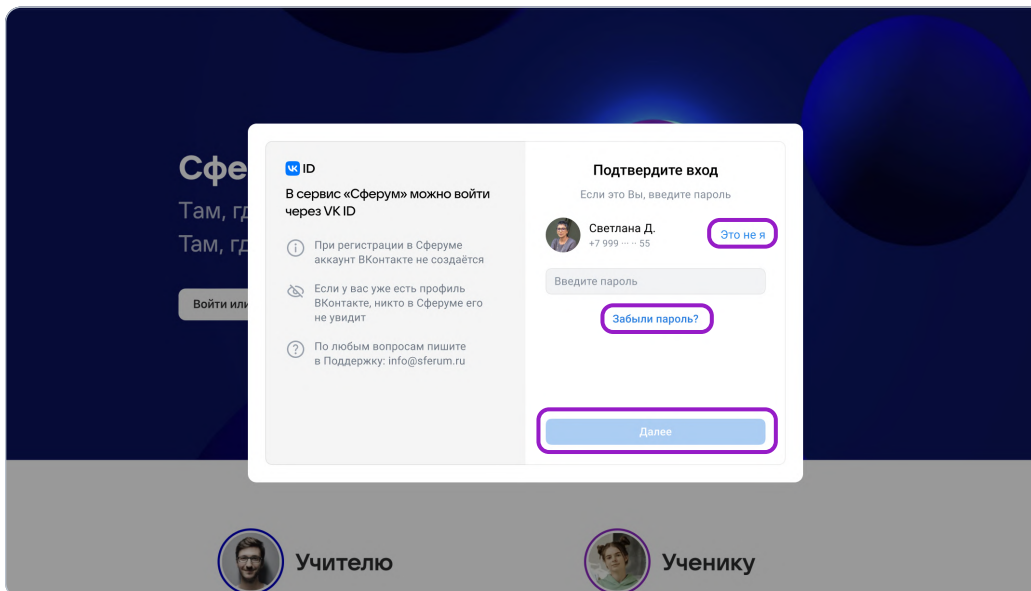 Сфе
Там, гд
Там, гд
Войти или
VK ID
В сервис «Сферум» можно войти
через VK ID
При регистрации в Сферуме
аккаунт ВКонтакте не создаётся
Если у вас уже есть профиль
ВКонтакте, никто в Сферуме его
не увидит
По любым вопросам пишите
в Поддержку: info@sferum.ru
Подтвердите вход
Если это Вы, введите пароль
Светлана Д.
+7 999 ··· ·· 55
Это не я
Введите пароль
Забыли пароль?
Далее
Учителю
Ученику